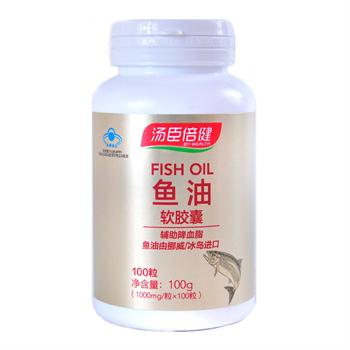 汤臣倍健
BY-HEALTH
FISH OIL
鱼油
软胶囊
辅助降血脂
鱼油由挪威/冰岛进口
100粒
净含量：100g
(1000mg/粒×100粒)